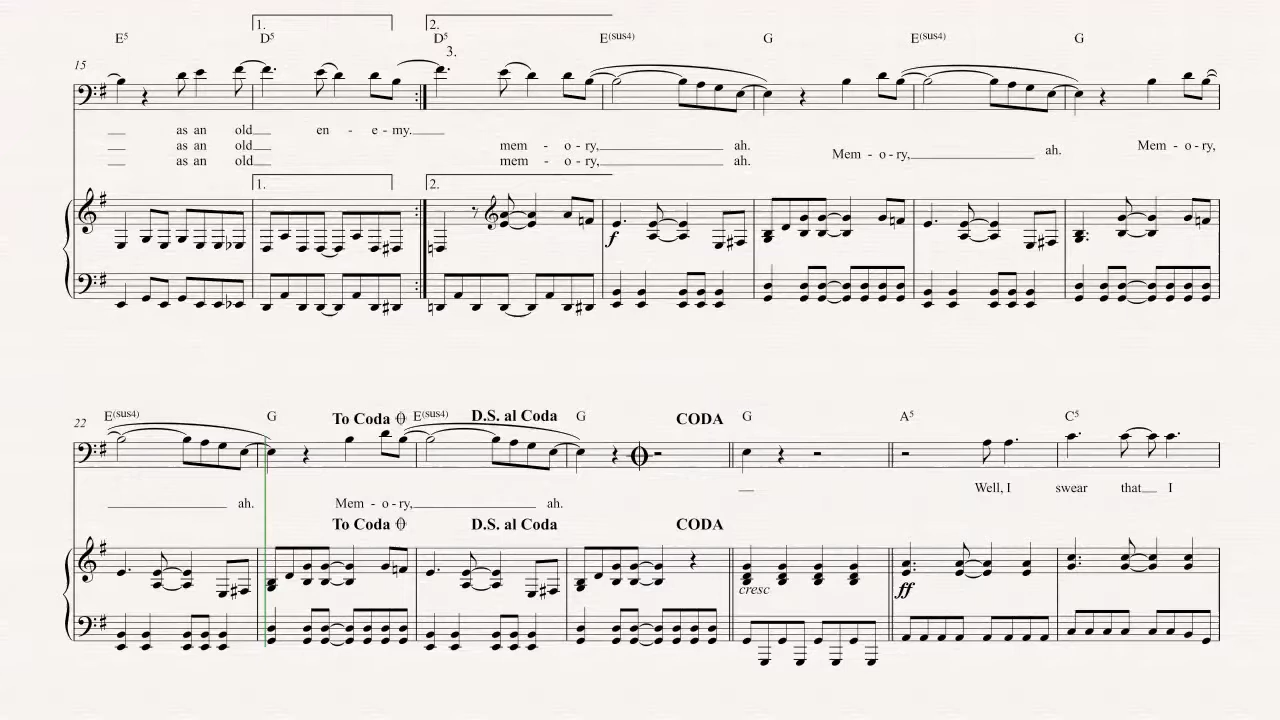 1. 2.
E5 D5 D5 E(sus4) G E(sus4) G
3.
15
as an old en - e - my.
as an old mem - o - ry, ah. Mem - o - ry, ah. Mem - o - ry,
as an old mem - o - ry, ah.
1. 2.
f
E(sus4) G To Coda E(sus4) D.S. al Coda G CODA G A5 C5
22
Well, I swear that I
ah. Mem - o - ry, ah.
To Coda D.S. al Coda CODA
cresc ff